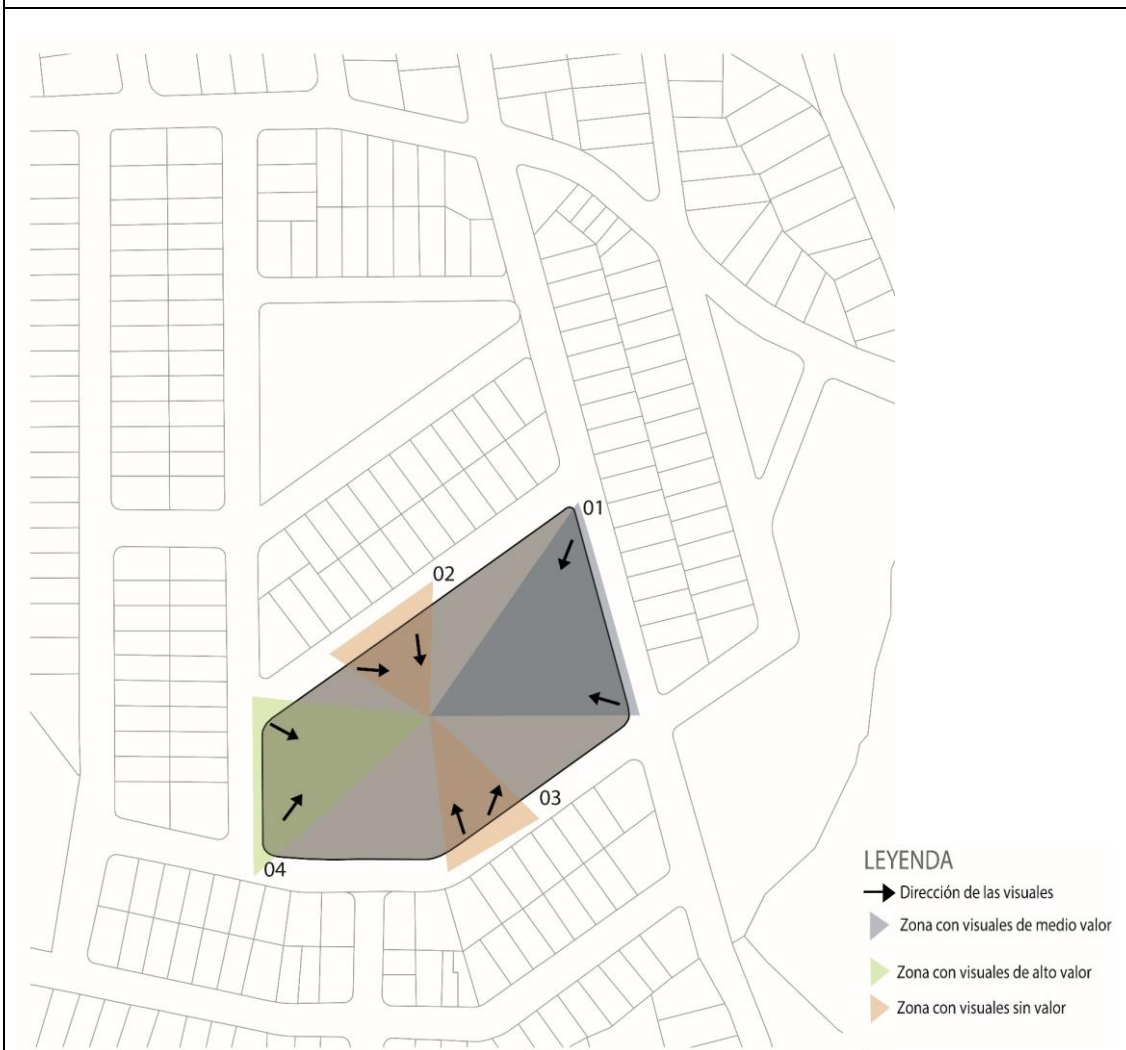 01
02
03
04
LEYENDA
Dirección de las visuales
Zona con visuales de medio valor
Zona con visuales de alto valor
Zona con visuales sin valor